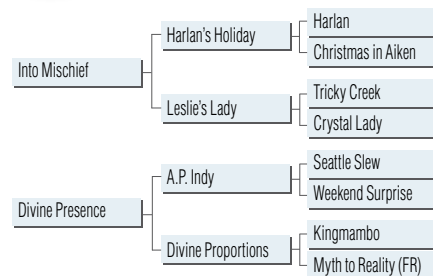 Into Mischief
Harlan's Holiday
Harlan
Christmas in Aiken
Leslie's Lady
Tricky Creek
Crystal Lady
Divine Presence
A.P. Indy
Seattle Slew
Weekend Surprise
Divine Proportions
Kingmambo
Myth to Reality (FR)